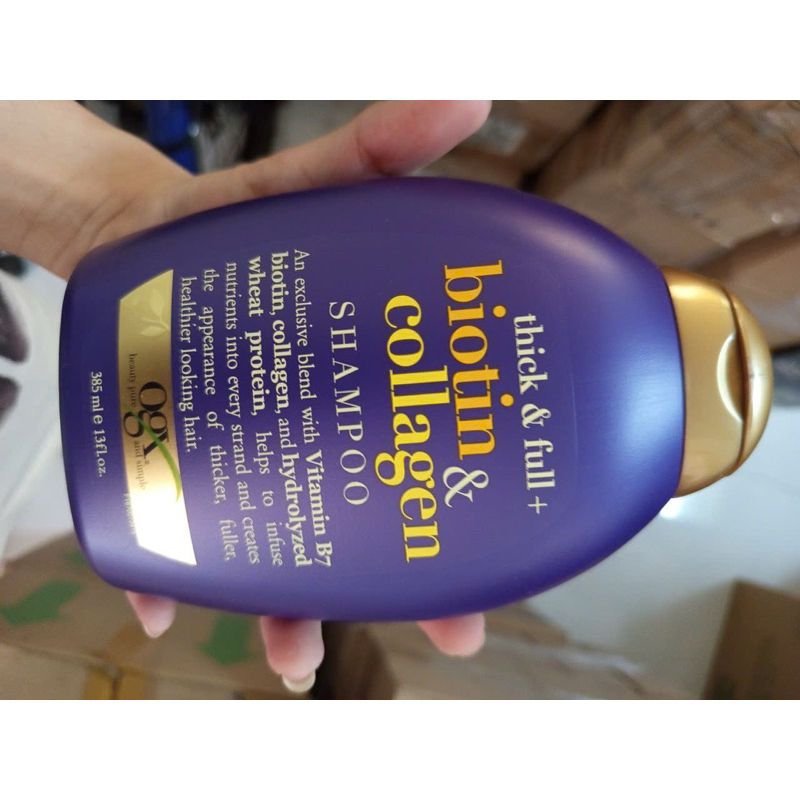 thick & full +
biotin &
collagen
SHAMPOO
An exclusive blend with Vitamin B7
biotin, collagen, and hydrolyzed
wheat protein, helps to infuse
nutrients into every strand and creates
the appearance of thicker, fuller,
healthier looking hair.
ogx®
beauty pure and simple
385 ml e 13fl.oz.